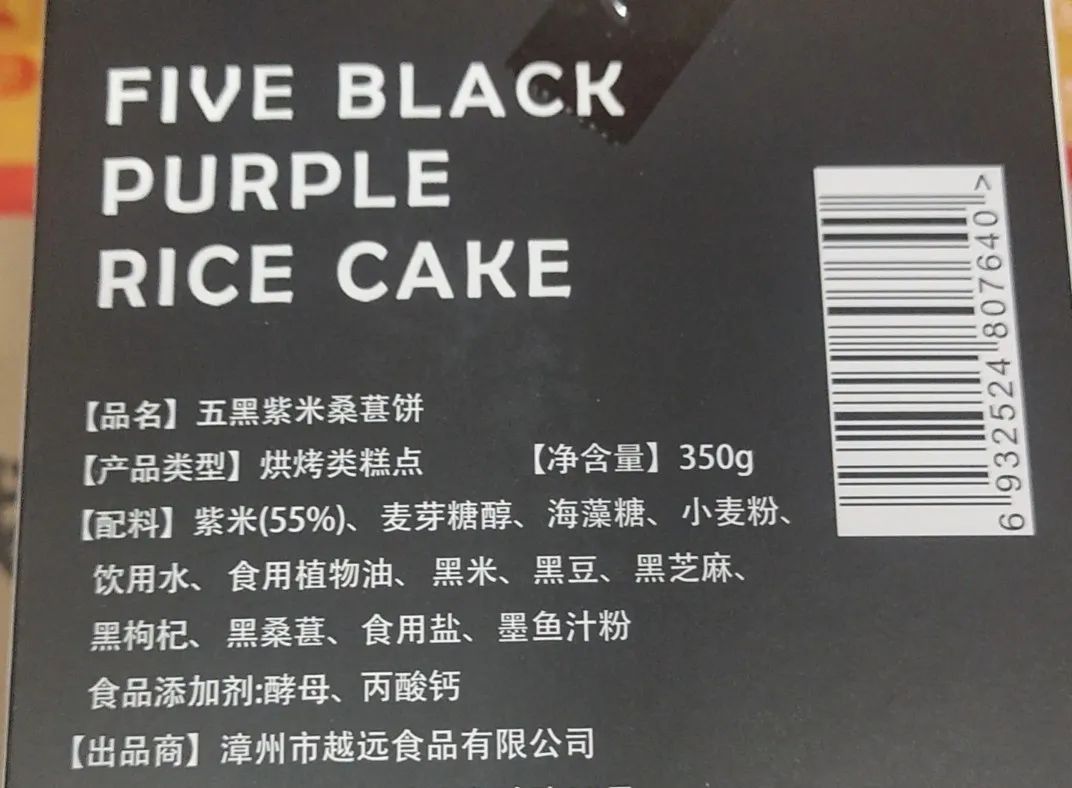 FIVE BLACK
PURPLE
RICE CAKE
【品名】五黑紫米桑葚饼
【产品类型】烘烤类糕点 【净含量】350g
【配料】紫米(55%)、麦芽糖醇、海藻糖、小麦粉、
饮用水、食用植物油、黑米、黑豆、黑芝麻、
黑枸杞、黑桑葚、食用盐、墨鱼汁粉
食品添加剂:酵母、丙酸钙
【出品商】漳州市越远食品有限公司
6 932524 807640 >